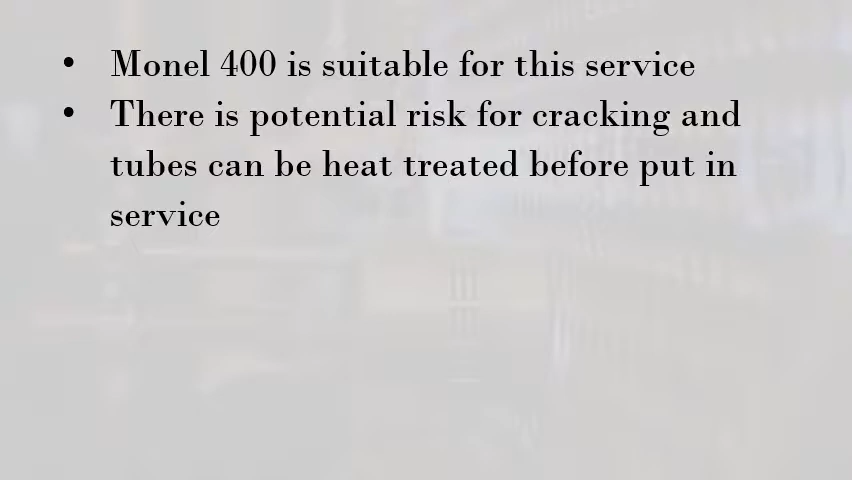 • Monel 400 is suitable for this service
• There is potential risk for cracking and
tubes can be heat treated before put in
service